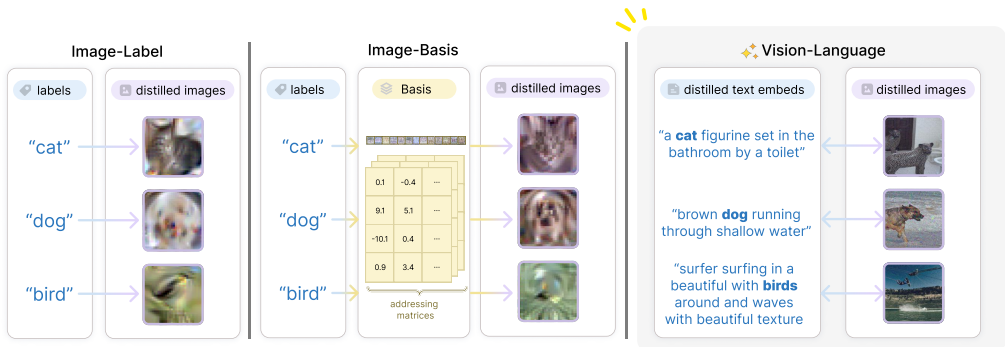 Image-Label
labels
distilled images
“cat”
“dog”
“bird”
Image-Basis
labels
Basis
distilled images
“cat”
“dog”
“bird”
0.1 -0.4 ...
9.1 5.1 ...
-10.1 0.4 ...
0.9 3.4 ...
addressing
matrices
Vision-Language
distilled text embeds
distilled images
“a cat figurine set in the
bathroom by a toilet”
“brown dog running
through shallow water”
“surfer surfing in a
beautiful with birds
around and waves
with beautiful texture